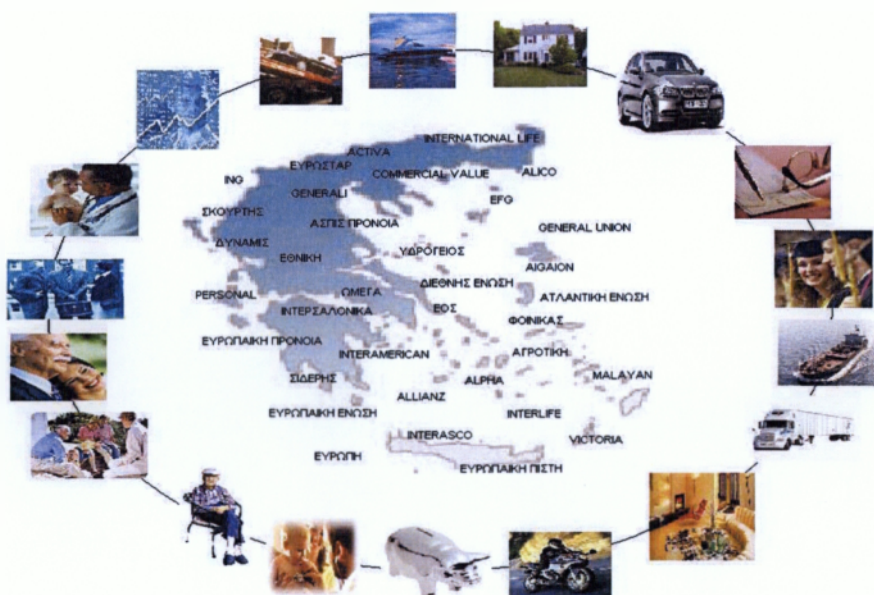 INTERNATIONAL LIFE
ACTIVA
ΕΥΡΩΣΤΑΡ
COMMERCIAL VALUE
ALICO
ING
GENERALI
EFG
ΣΚΟΥΡΤΗΣ
ΑΣΠΙΣ ΠΡΟΝΟΙΑ
GENERAL UNION
ΔΥΝΑΜΙΣ
ΥΔΡΟΓΕΙΟΣ
ΕΘΝΙΚΗ
AIGAION
ΔΙΕΘΝΗΣ ΕΝΩΣΗ
PERSONAL
ΩΜΕΓΑ
ΑΤΛΑΝΤΙΚΗ ΕΝΩΣΗ
ΙΝΤΕΡΣΑΛΟΝΙΚΑ
ΕΟΣ
ΦΟΙΝΙΚΑΣ
ΕΥΡΩΠΑΙΚΗ ΠΡΟΝΟΙΑ
INTERAMERICAN
ΑΓΡΟΤΙΚΗ
ΣΙΔΕΡΗΣ
ALPHA
MALAYAN
ALLIANZ
ΕΥΡΩΠΑΙΚΗ ΕΝΩΣΗ
INTERLIFE
INTERASCO
VICTORIA
ΕΥΡΩΠΗ
ΕΥΡΩΠΑΙΚΗ ΠΙΣΤΗ